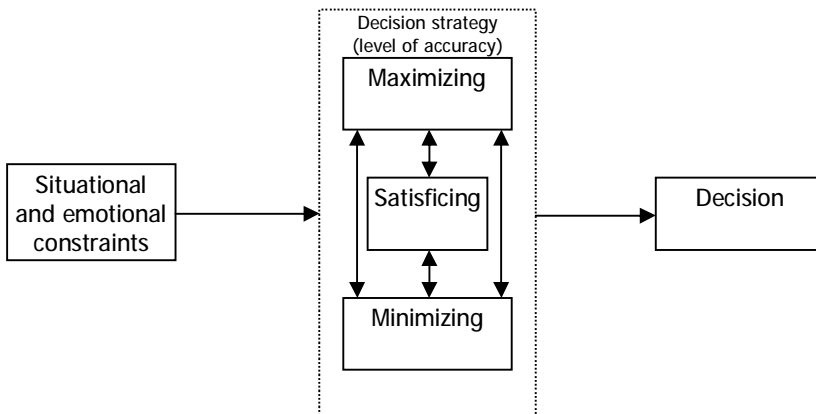 Decision strategy
(level of accuracy)
Maximizing
Situational
and emotional
constraints
Satisficing
Decision
Minimizing